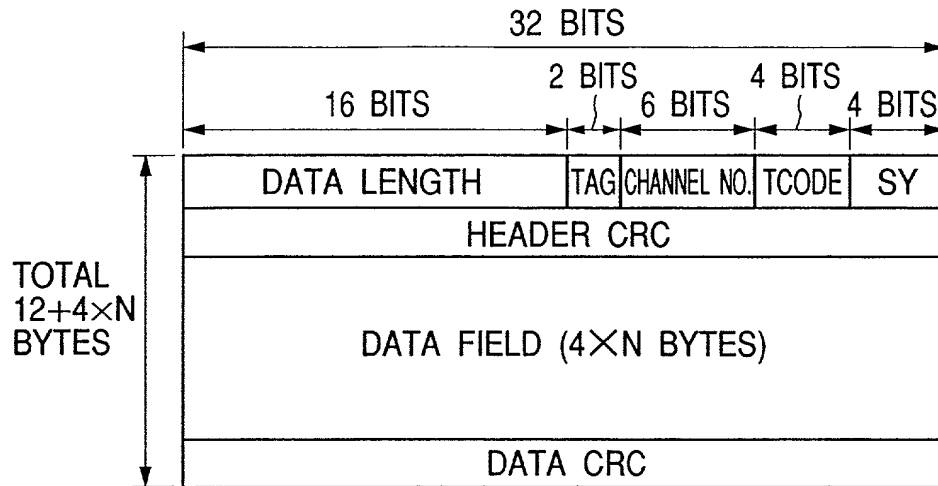 32 BITS
2 BITS
4 BITS
16 BITS
6 BITS
4 BITS
DATA LENGTH
TAG
CHANNEL NO.
TCODE
SY
HEADER CRC
TOTAL
12+4×N
BYTES
DATA FIELD (4×N BYTES)
DATA CRC